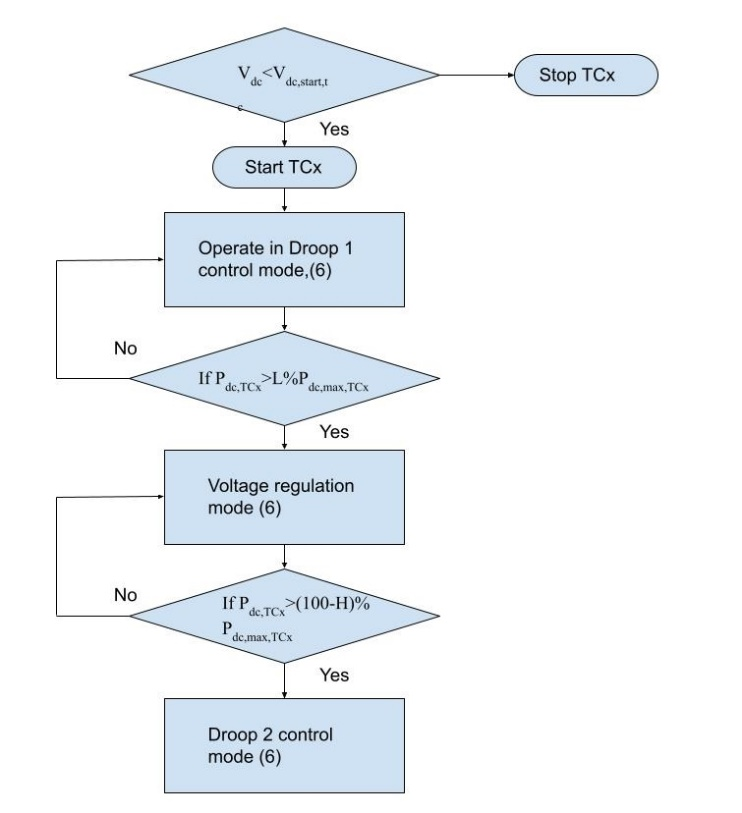 Vdc<Vdc,start,t
c
Stop TCx
Yes
Start TCx
Operate in Droop 1
control mode,(6)
No
If Pdc,TCx>L%Pdc,max,TCx
Yes
Voltage regulation
mode (6)
No
If Pdc,TCx>(100-H)%
Pdc,max,TCx
Yes
Droop 2 control
mode (6)